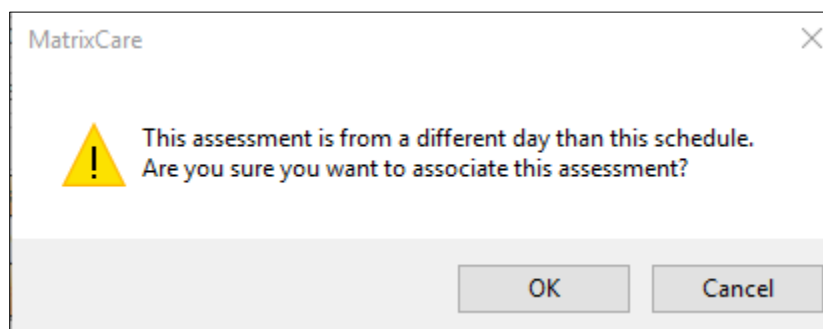 MatrixCare
This assessment is from a different day than this schedule.
Are you sure you want to associate this assessment?
OK
Cancel